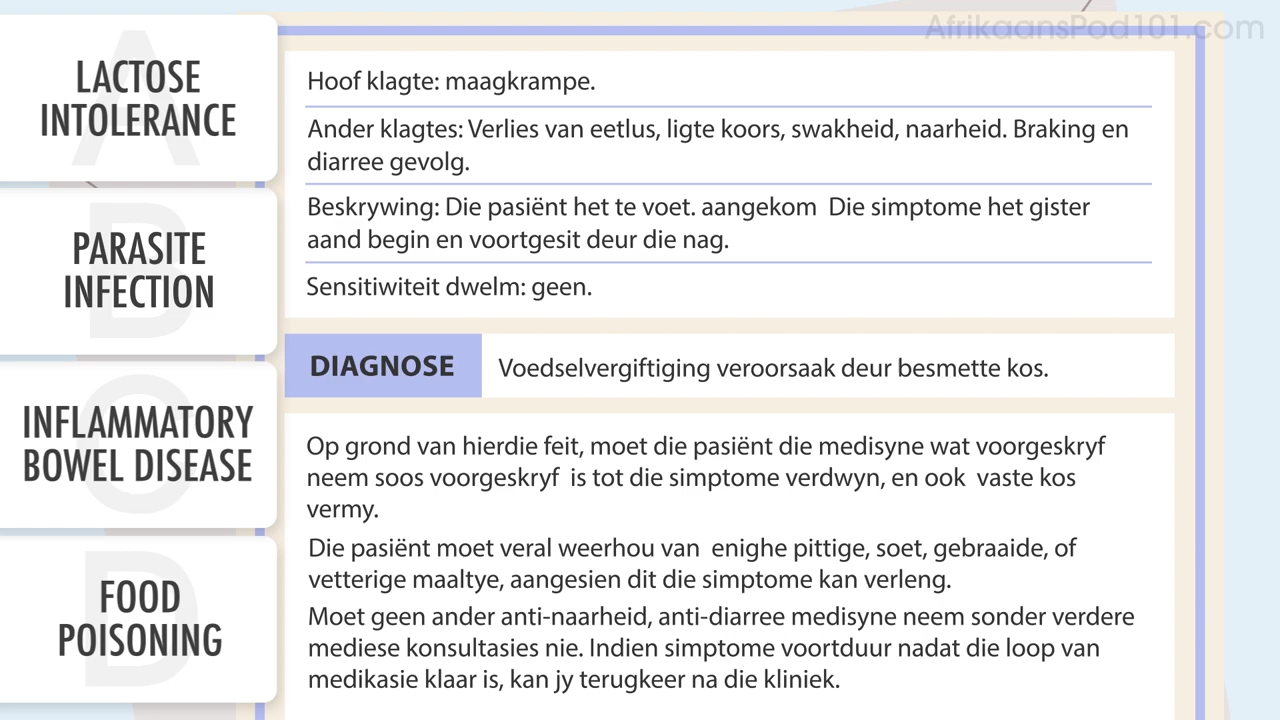 AfrikaansPod101.com
A
LACTOSE
INTOLERANCE
B
PARASITE
INFECTION
C
INFLAMMATORY
BOWEL DISEASE
D
FOOD
POISONING
Hoof klagte: maagkrampe.
Ander klagtes: Verlies van eetlus, ligte koors, swakheid, naarheid. Braking en
diarree gevolg.
Beskrywing: Die pasiënt het te voet. aangekom  Die simptome het gister
aand begin en voortgesit deur die nag.
Sensitiwiteit dwelm: geen.
DIAGNOSE
Voedselvergiftiging veroorsaak deur besmette kos.
Op grond van hierdie feit, moet die pasiënt die medisyne wat voorgeskryf
neem soos voorgeskryf  is tot die simptome verdwyn, en ook  vaste kos
vermy.
Die pasiënt moet veral weerhou van  enighe pittige, soet, gebraaide, of
vetterige maaltye, aangesien dit die simptome kan verleng.
Moet geen ander anti-naarheid, anti-diarree medisyne neem sonder verdere
mediese konsultasies nie. Indien simptome voortduur nadat die loop van
medikasie klaar is, kan jy terugkeer na die kliniek.